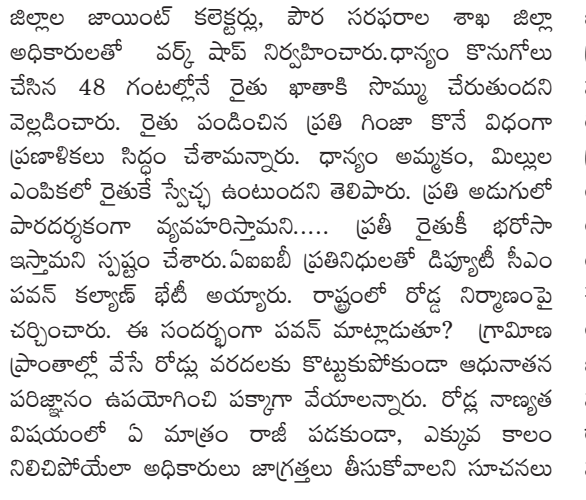 జిల్లాల జాయింట్ కలెక్టర్లు, పౌర సరఫరాల శాఖ జిల్లా
అధికారులతో వర్క్ షాప్ నిర్వహించారు.ధాన్యం కొనుగోలు
చేసిన 48 గంటల్లోనే రైతు ఖాతాకి సొమ్ము చేరుతుందని
వెల్లడించారు. రైతు పండించిన ప్రతి గింజా కొనే విధంగా
ప్రణాళికలు సిద్ధం చేశామన్నారు. ధాన్యం అమ్మకం, మిల్లుల
ఎంపికలో రైతుకే స్వేచ్ఛ ఉంటుందని తెలిపారు. ప్రతి అడుగులో
పారదర్శకంగా వ్యవహరిస్తామని..... ప్రతీ రైతుకీ భరోసా
ఇస్తామని స్పష్టం చేశారు.ఏఐఐబీ ప్రతినిధులతో డిప్యూటీ సీఎం
పవన్ కల్యాణ్ భేటీ అయ్యారు. రాష్ట్రంలో రోడ్ల నిర్మాణంపై
చర్చించారు. ఈ సందర్భంగా పవన్ మాట్లాడుతూ? గ్రామీణ
ప్రాంతాల్లో వేసే రోడ్లు వరదలకు కొట్టుకుపోకుండా ఆధునాతన
పరిజ్ఞానం ఉపయోగించి పక్కాగా వేయాలన్నారు. రోడ్ల నాణ్యత
విషయంలో ఏ మాత్రం రాజీ పడకుండా, ఎక్కువ కాలం
నిలిచిపోయేలా అధికారులు జాగ్రత్తలు తీసుకోవాలని సూచనలు